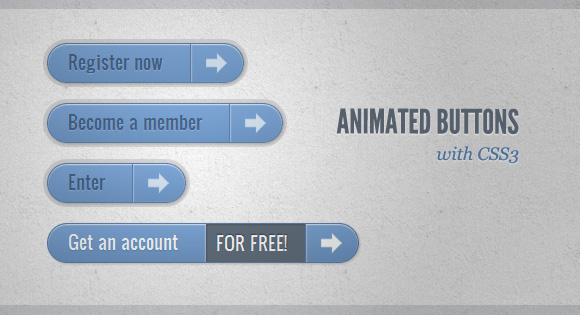 Register now
Become a member
Enter
Get an account FOR FREE!
ANIMATED BUTTONS
with CSS3